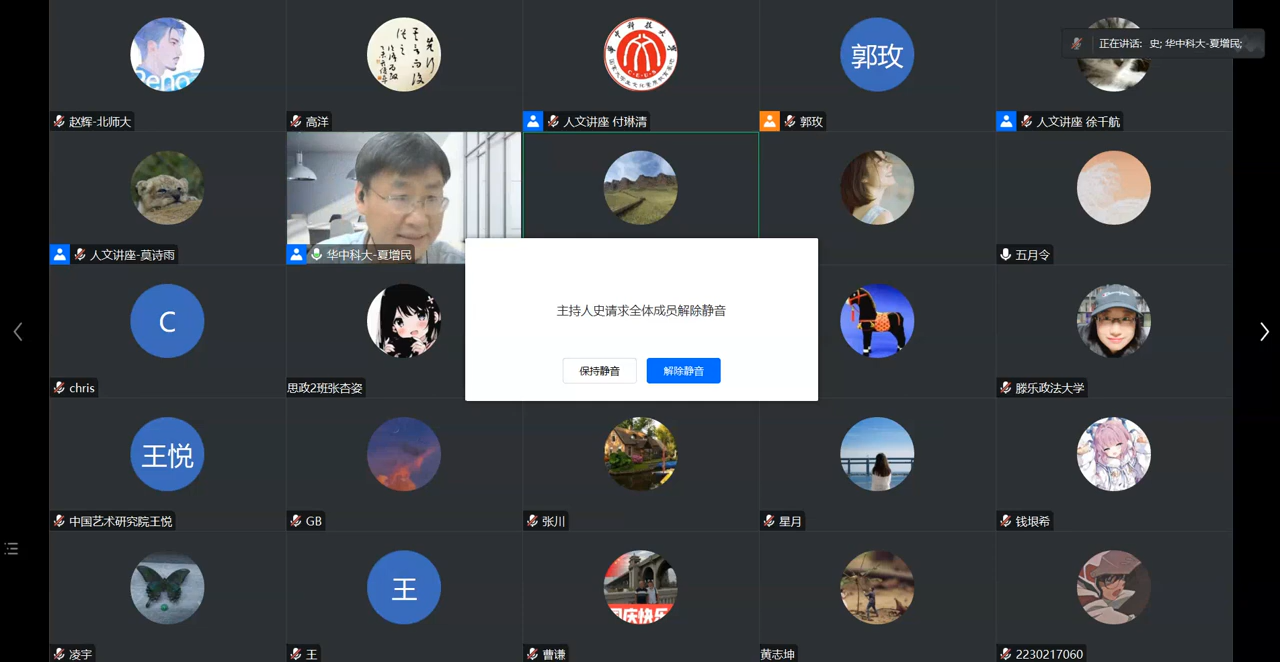 正在讲话: 史; 华中科大-夏增民;
郭玫
赵辉-北师大
高洋
人文讲座 付琳清
郭玫
人文讲座 徐千航
人文讲座-莫诗雨
华中科大-夏增民
五月令
主持人史请求全体成员解除静音
保持静音
解除静音
C
chris
思政2班张杏姿
滕乐政法大学
王悦
中国艺术研究院王悦
GB
张川
星月
钱垠希
王
国庆快乐
凌宇
王
曹谦
黄志坤
2230217060